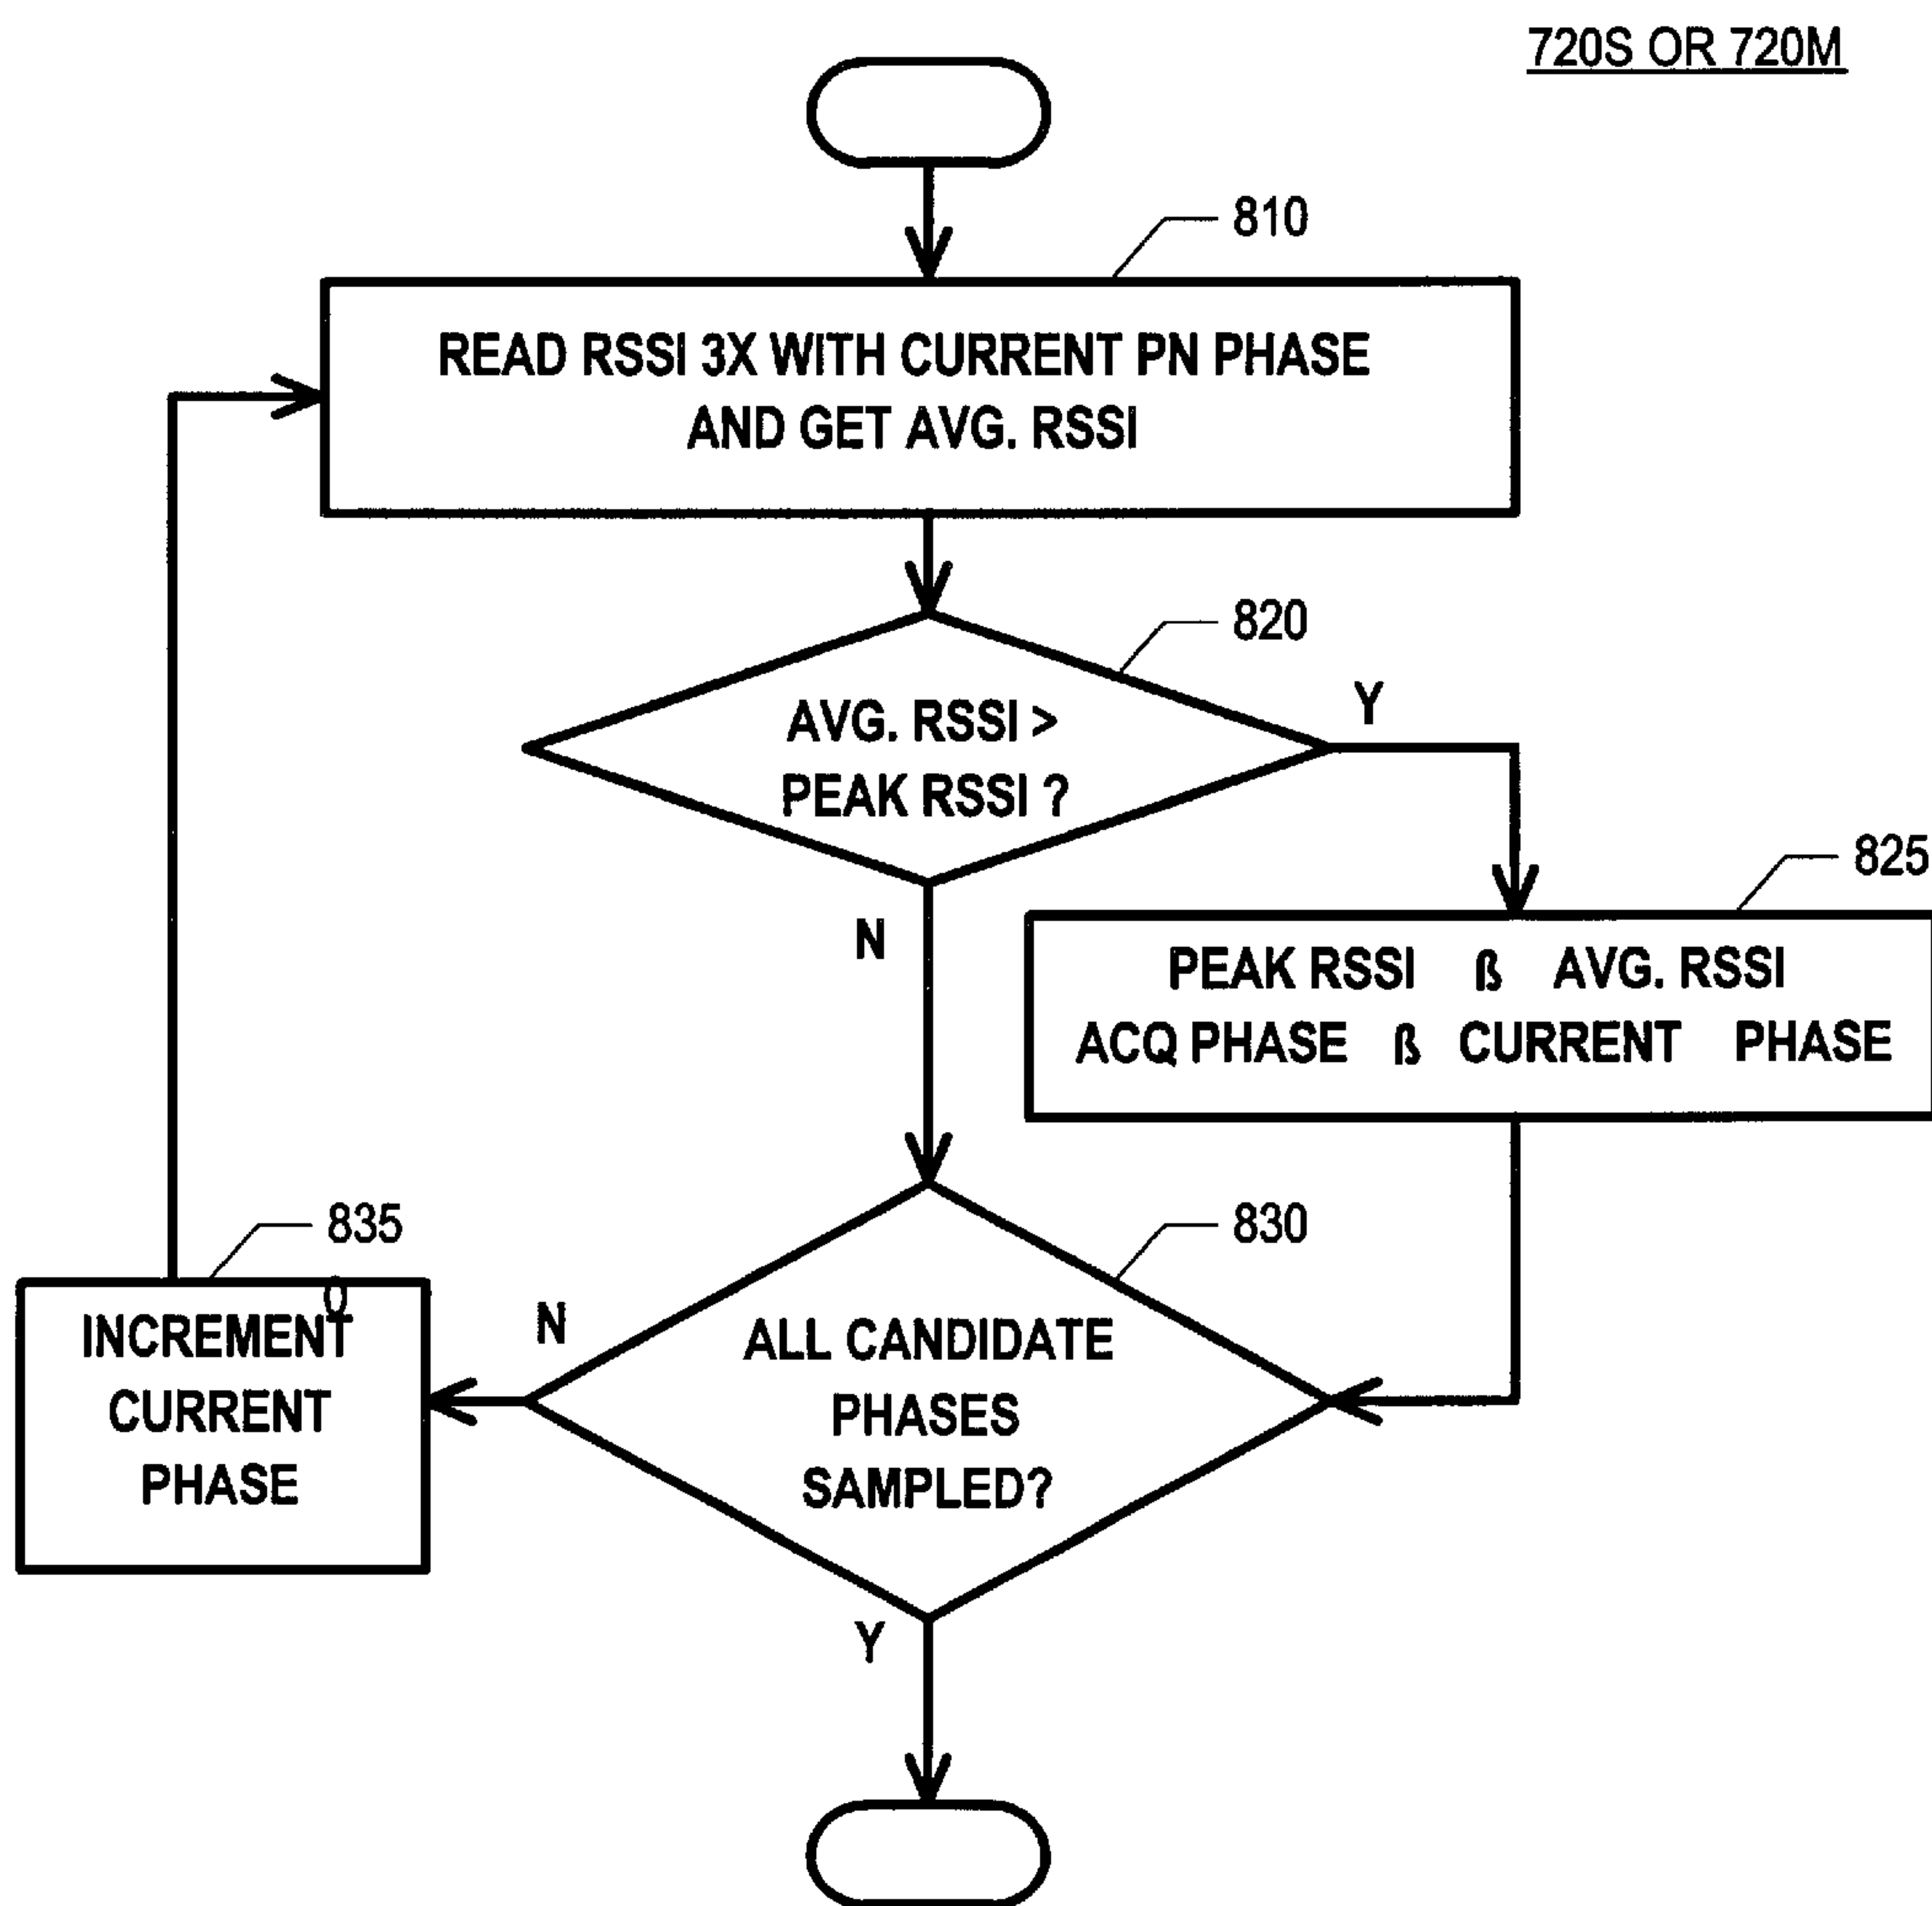 720S OR 720M
810
READ RSSI 3X WITH CURRENT PN PHASE
AND GET AVG. RSSI
820
AVG. RSSI >
PEAK RSSI ?
Y
N
825
PEAK RSSI ß AVG. RSSI
ACQ PHASE ß CURRENT PHASE
835
0
INCREMENT
CURRENT
PHASE
N
830
ALL CANDIDATE
PHASES
SAMPLED?
Y